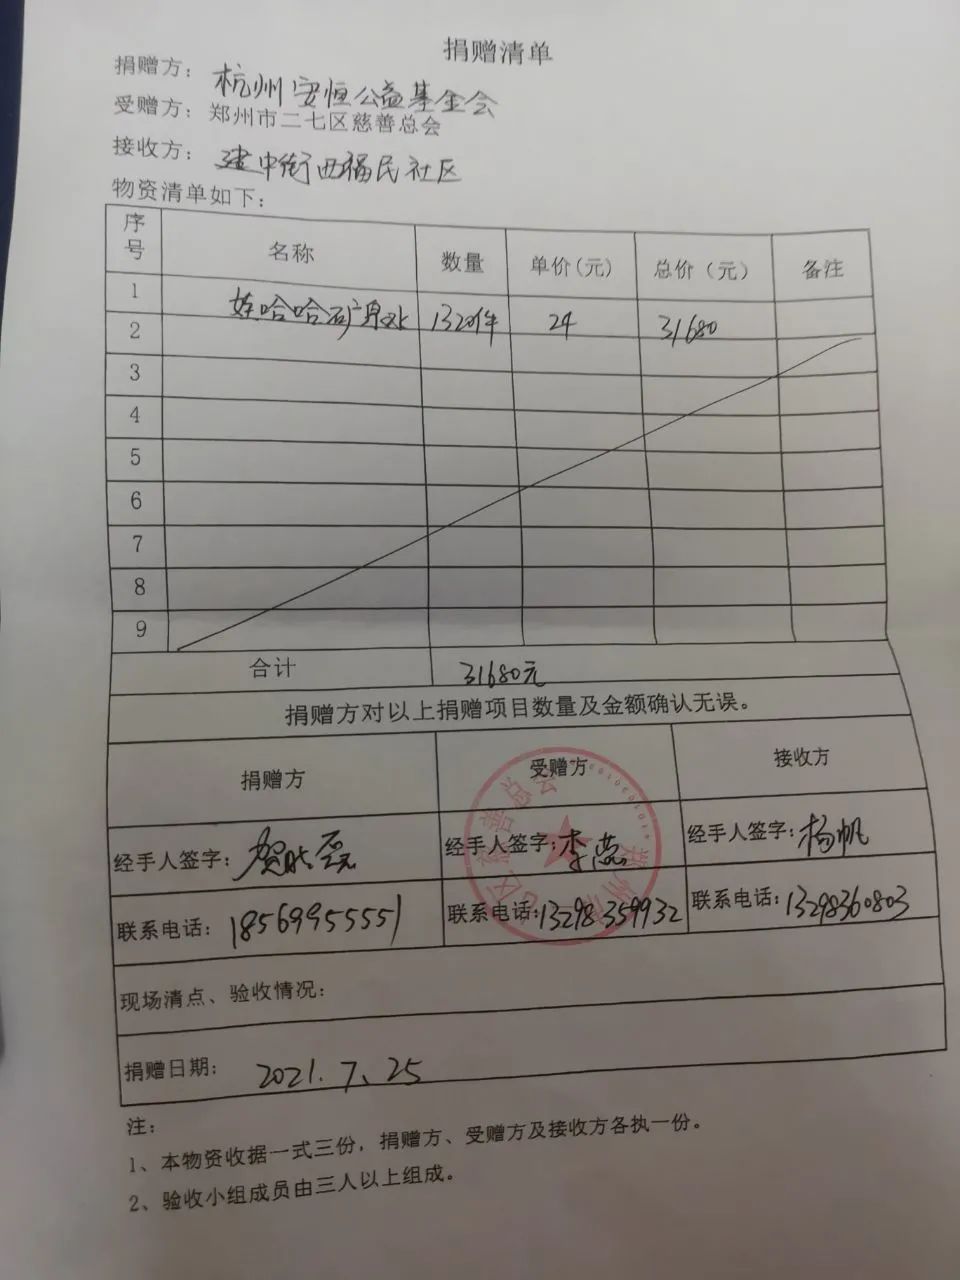 捐赠清单
捐赠方： 杭州安恒公益基金会
受赠方：郑州市二七区慈善总会
接收方： 建中街西福民社区
物资清单如下：
序号 名称 数量 单价(元) 总价（元） 备注
1 娃哈哈矿泉水 1320件 24 31680
2
3
4
5
6
7
8
9
合计 31680元
捐赠方对以上捐赠项目数量及金额确认无误。
捐赠方 受赠方 接收方
经手人签字： 经手人签字：李蕊 经手人签字：杨帆
联系电话：18569955551 联系电话：13298359932 联系电话：13298360803
现场清点、验收情况：
捐赠日期： 2021.7、25
注：
1、本物资收据一式三份，捐赠方、受赠方及接收方各执一份。
2、验收小组成员由三人以上组成。